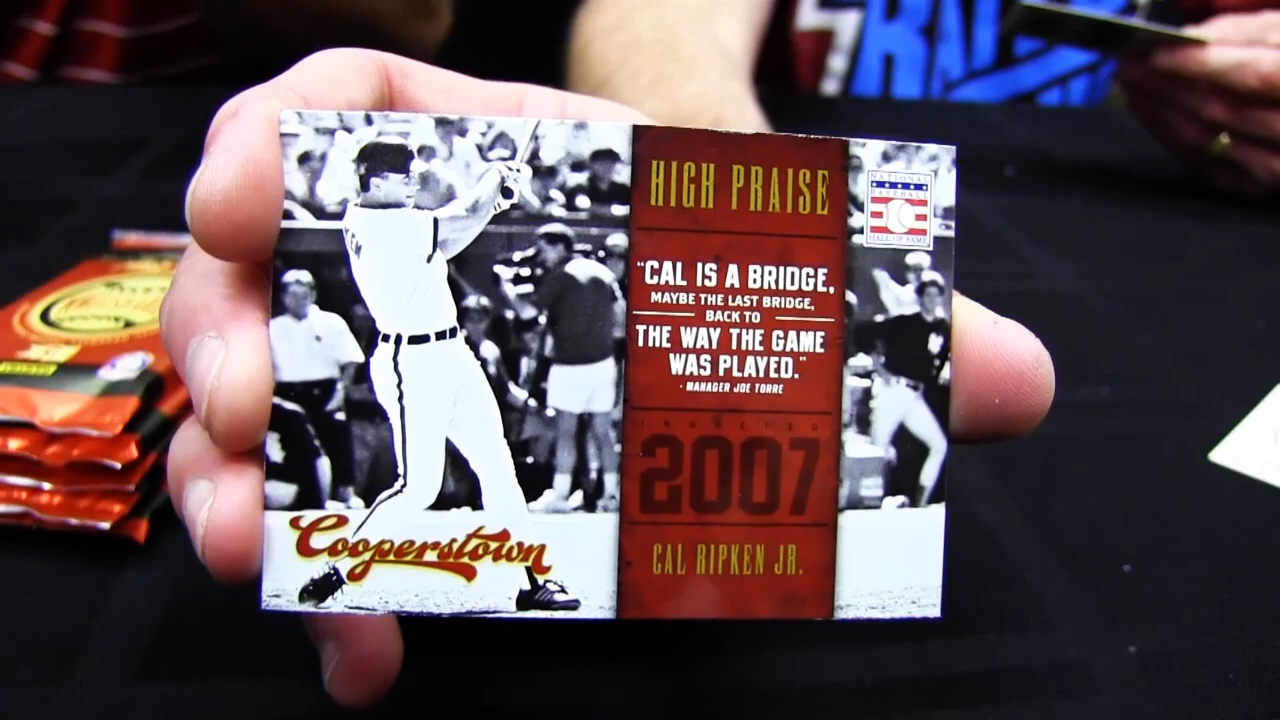 HIGH PRAISE
"CAL IS A BRIDGE,
MAYBE THE LAST BRIDGE,
BACK TO
THE WAY THE GAME
WAS PLAYED."
- MANAGER JOE TORRE
INDUCTED
2007
CAL RIPKEN JR.
Cooperstown
NATIONAL
BASEBALL
HALL OF FAME